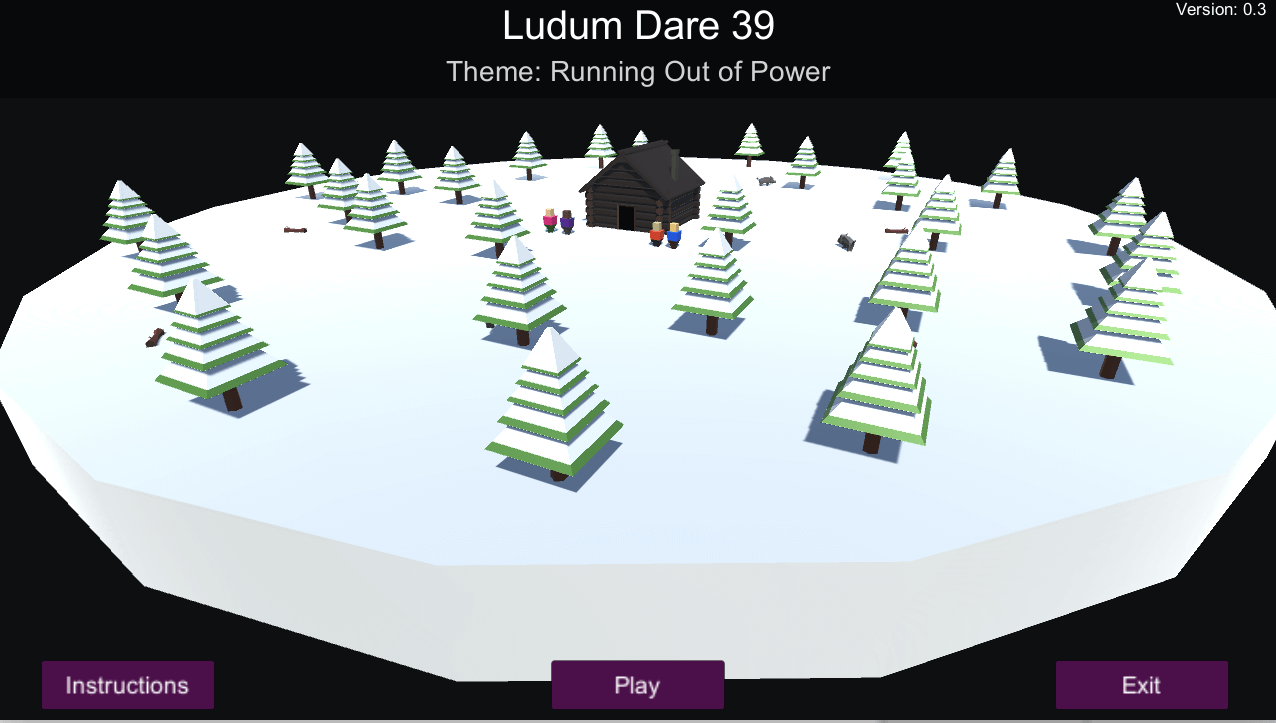 Version: 0.3
Ludum Dare 39
Theme: Running Out of Power
Instructions
Play
Exit